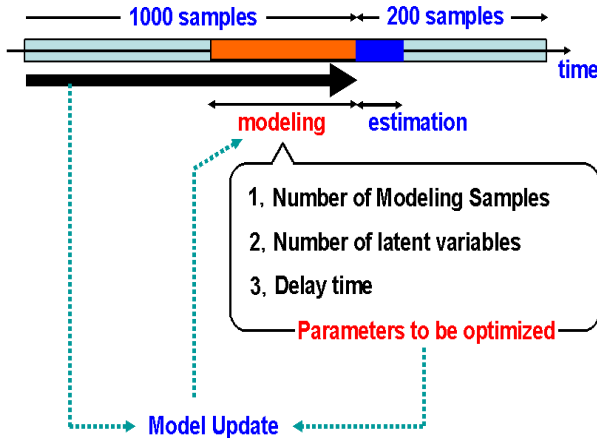 1000 samples
200 samples
time
modeling
estimation
1, Number of Modeling Samples
2, Number of latent variables
3, Delay time
Parameters to be optimized
Model Update